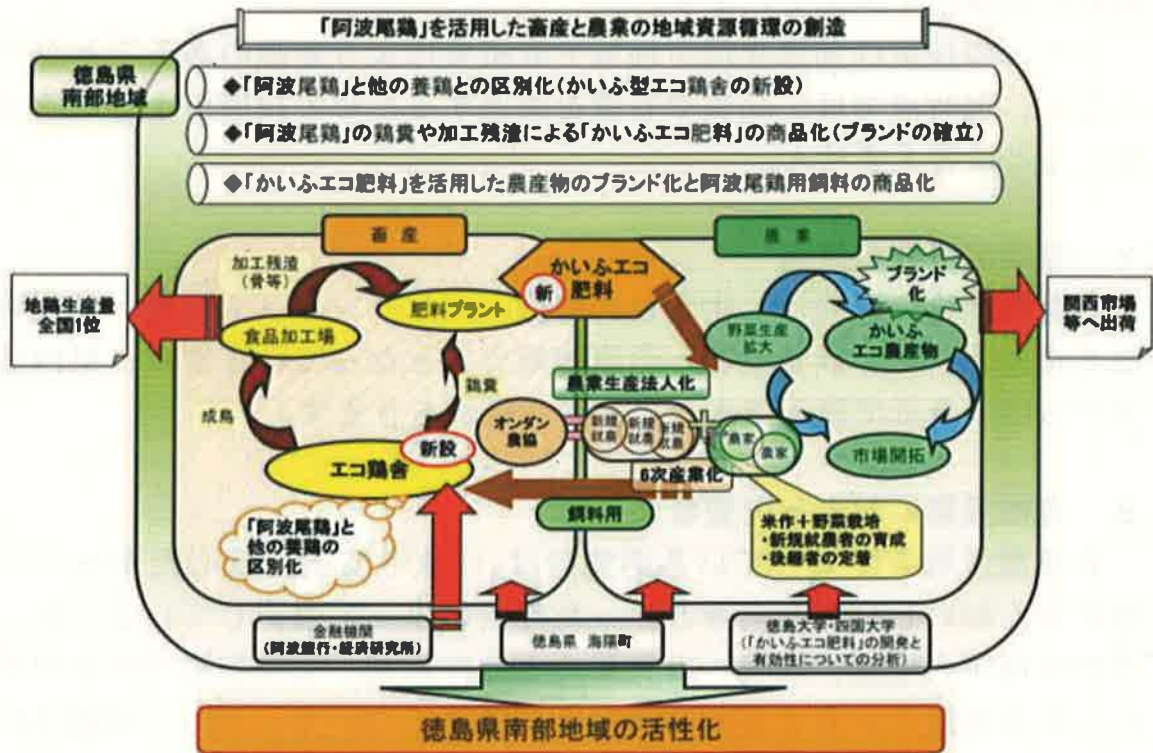 「阿波尾鶏」を活用した畜産と農業の地域資源循環の創造
徳島県
南部地域
◆「阿波尾鶏」と他の養鶏との区別化(かいふ型エコ鶏舎の新設)
◆「阿波尾鶏」の鶏糞や加工残渣による「かいふエコ肥料」の商品化(ブランドの確立)
◆「かいふエコ肥料」を活用した農産物のブランド化と阿波尾鶏用飼料の商品化
畜産
農業
加工残渣
(骨等)
肥料プラント
新
かいふエコ
肥料
ブランド
化
地鶏生産量
全国1位
食品加工場
野菜生産
拡大
かいふ
エコ農産物
関西市場
等へ出荷
鶏糞
農業生産法人化
成鳥
オンダン
農協
=
新規
就農
新規
就農
新規
就農
+
農家
農家
新設
エコ鶏舎
市場開拓
6次産業化
「阿波尾鶏」と
他の養鶏の
区別化
飼料用
米作+野菜栽培
・新規就農者の育成
・後継者の定着
金融機関
(阿波銀行・経済研究所)
徳島県 海陽町
徳島大学・四国大学
(「かいふエコ肥料」の開発と
有効性についての分析)
徳島県南部地域の活性化